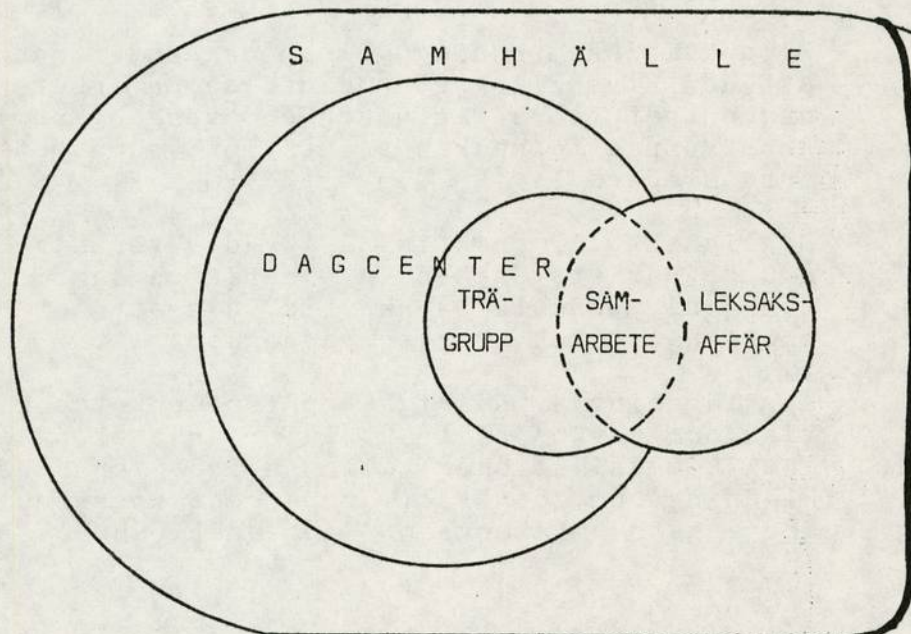 S A M H Ä L L E
D A G C E N T E R
TRÄ-
GRUPP
SAM-
ARBETE
LEKSAKS-
AFFÄR